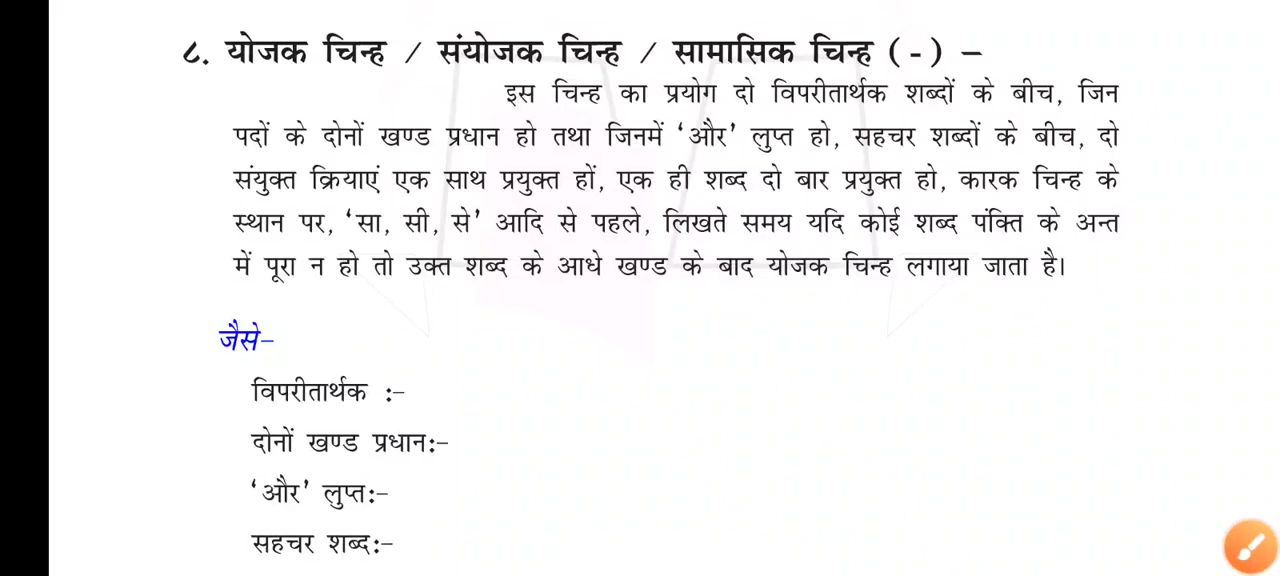 ८. योजक चिन्ह / संयोजक चिन्ह / सामासिक चिन्ह (-) –
इस चिन्ह का प्रयोग दो विपरीतार्थक शब्दों के बीच, जिन
पदों के दोनों खण्ड प्रधान हो तथा जिनमें ‘और’ लुप्त हो, सहचर शब्दों के बीच, दो
संयुक्त क्रियाएं एक साथ प्रयुक्त हों, एक ही शब्द दो बार प्रयुक्त हो, कारक चिन्ह के
स्थान पर, ‘सा, सी, से’ आदि से पहले, लिखते समय यदि कोई शब्द पंक्ति के अन्त
में पूरा न हो तो उक्त शब्द के आधे खण्ड के बाद योजक चिन्ह लगाया जाता है।
जैसे–
विपरीतार्थक :–
दोनों खण्ड प्रधान:–
‘और’ लुप्त:–
सहचर शब्द:–